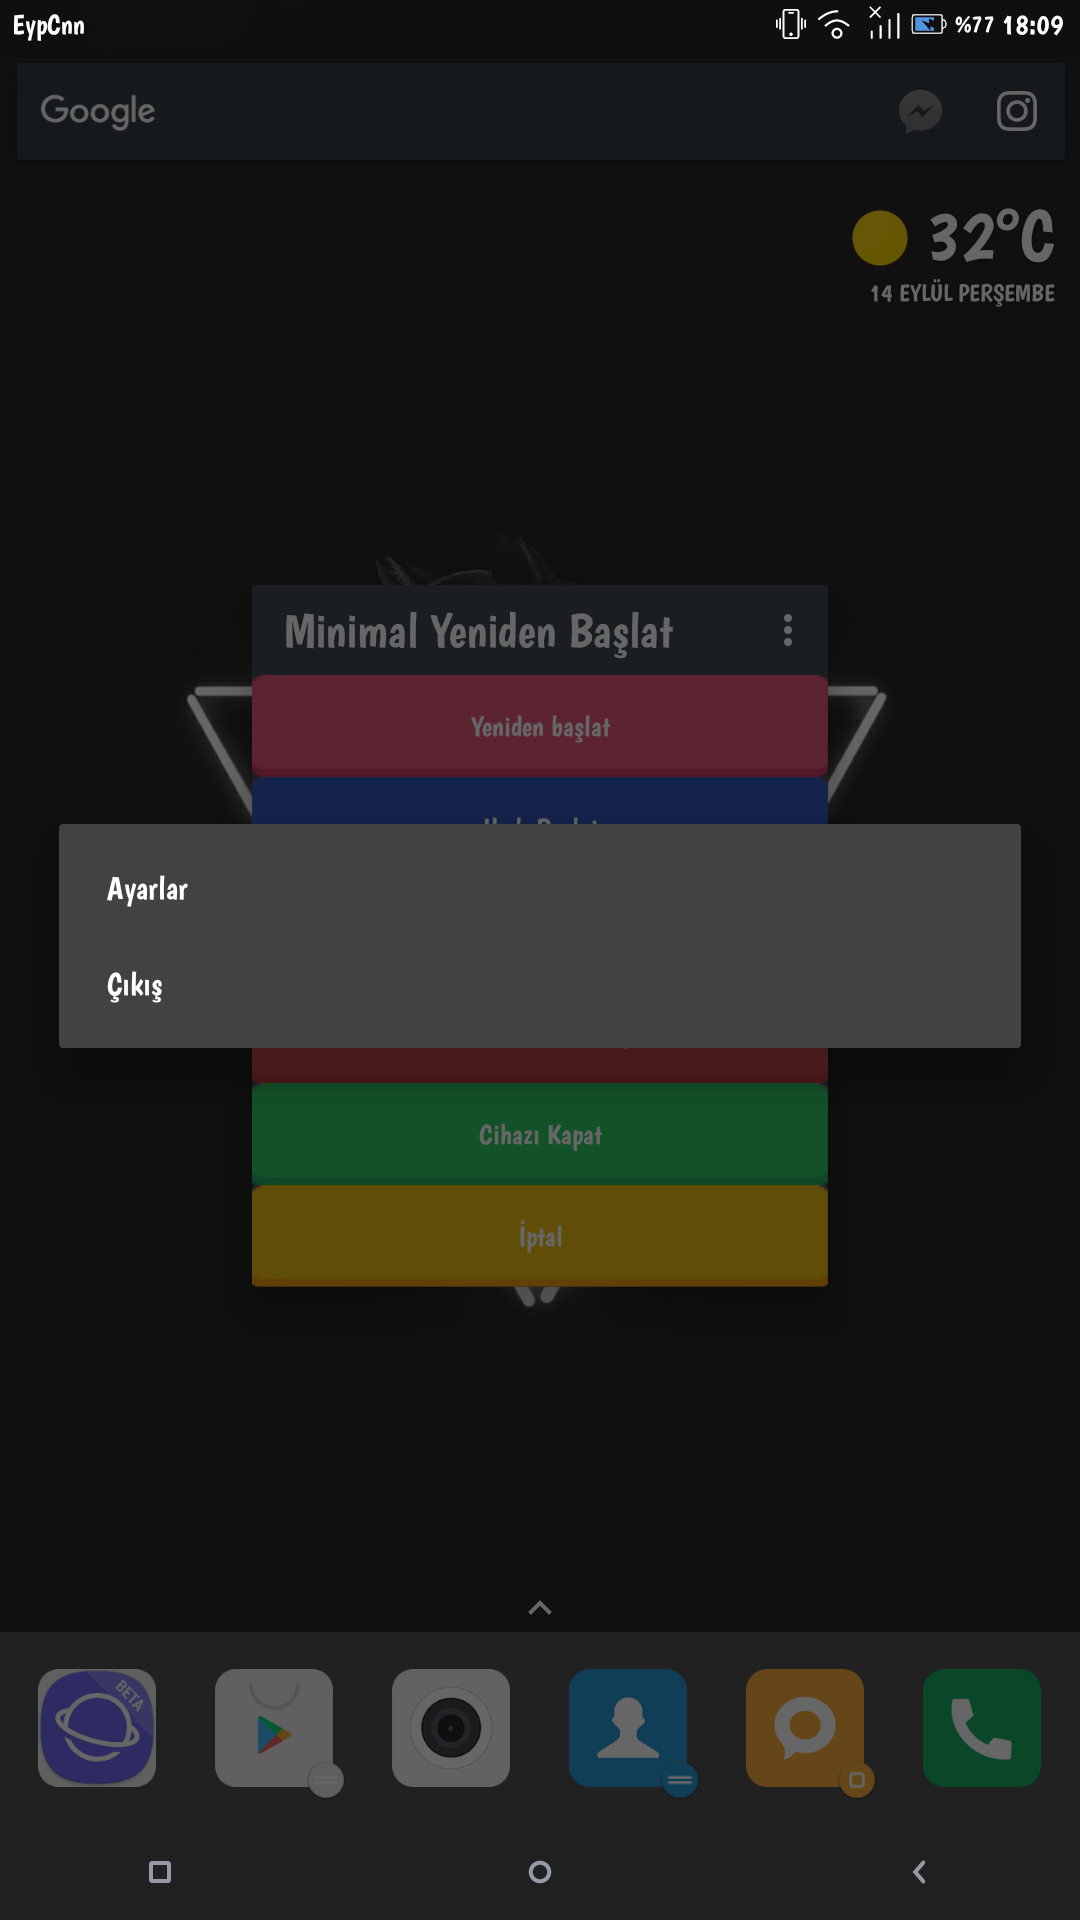 EypCnn
%77 18:09
Google
32°C
14 EYLÜL PERŞEMBE
Minimal Yeniden Başlat
Yeniden başlat
Ayarlar
Çıkış
Cihazı Kapat
İptal
BETA